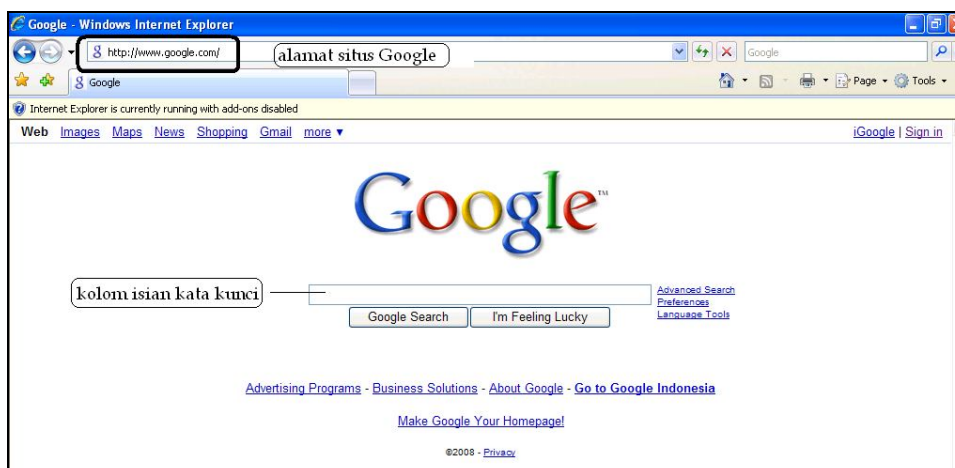 Google - Windows Internet Explorer
http://www.google.com/ alamat situs Google Google
Google Page Tools
Internet Explorer is currently running with add-ons disabled
Web Images Maps News Shopping Gmail more ▼ iGoogle | Sign in
Google™
kolom isian kata kunci Advanced Search
Preferences
Google Search I'm Feeling Lucky Language Tools
Advertising Programs - Business Solutions - About Google - Go to Google Indonesia
Make Google Your Homepage!
©2008 - Privacy